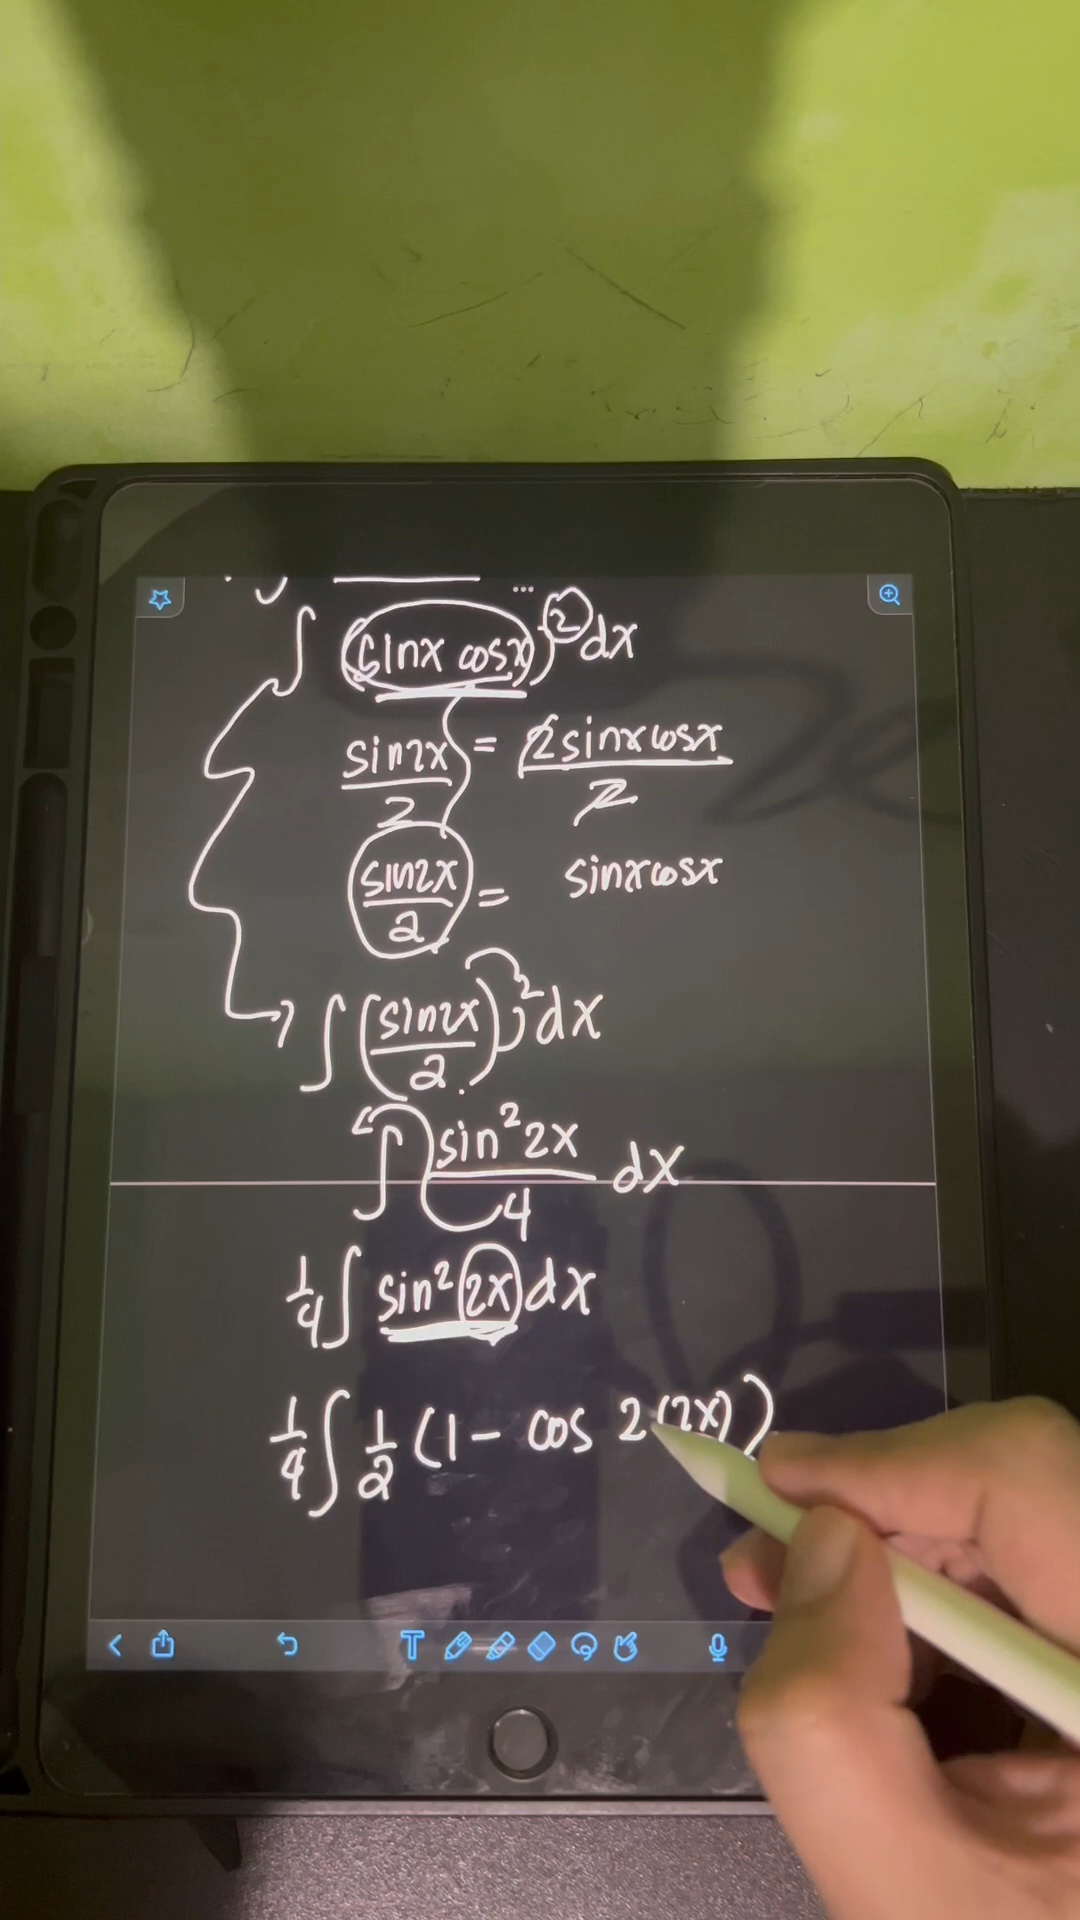 ∫ (sinx cosx)² dx
sin2x/2 = 2sinxcosx/2
sin2x/2 = sinxcosx
∫ (sin2x/2)² dx
∫ sin²2x/4 dx
1/4 ∫ sin²(2x) dx
1/4 ∫ 1/2 (1 - cos 2(2x))
T